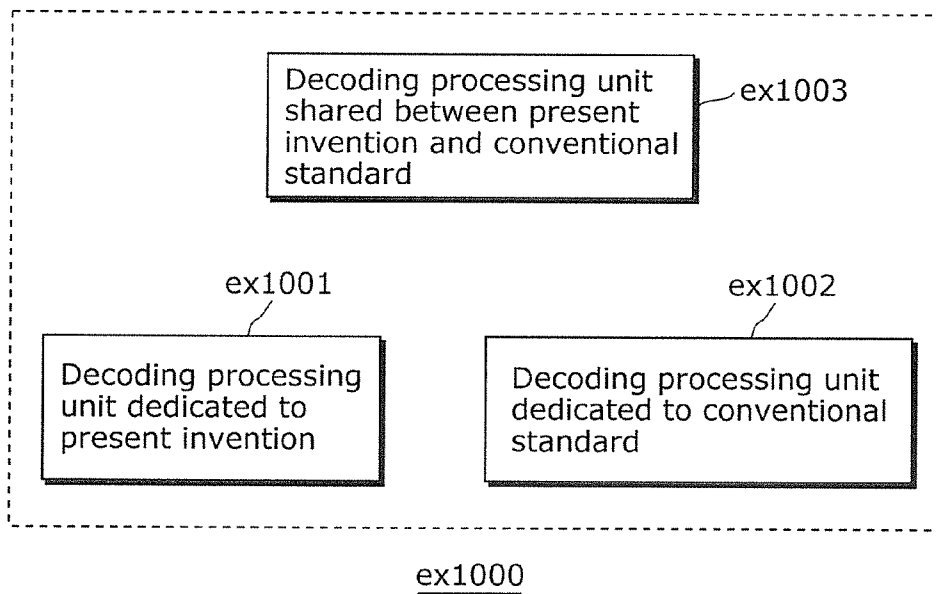 Decoding processing unit
shared between present
invention and conventional
standard
ex1003
ex1001
Decoding processing
unit dedicated to
present invention
ex1002
Decoding processing unit
dedicated to conventional
standard
ex1000